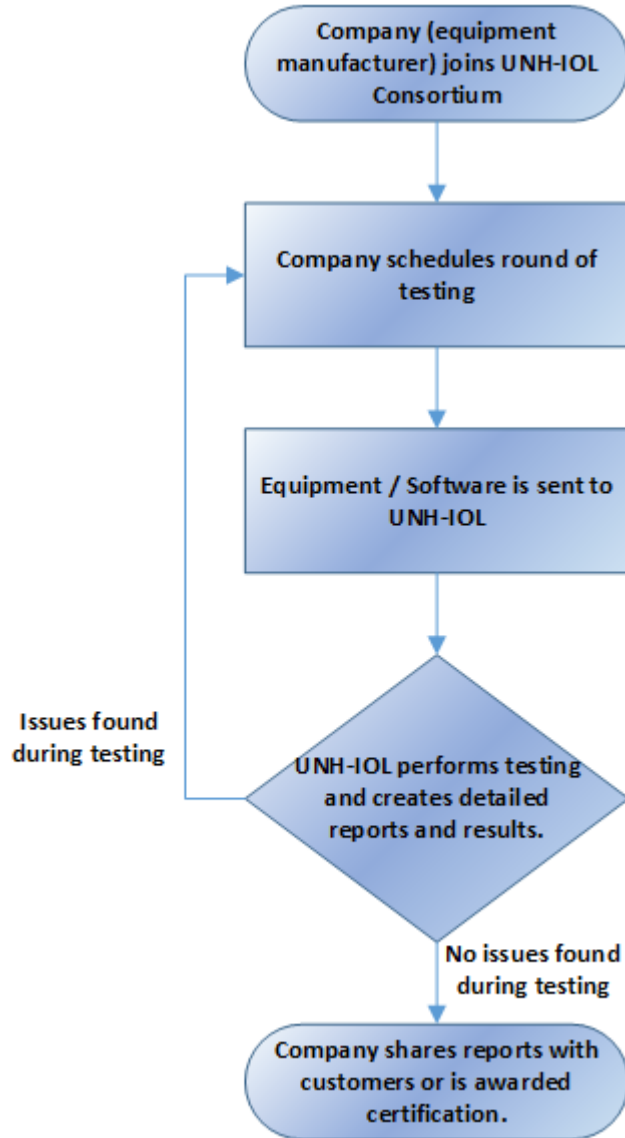 Company (equipment
manufacturer) joins UNH-IOL
Consortium
Company schedules round of
testing
Equipment / Software is sent to
UNH-IOL
Issues found
during testing
UNH-IOL performs testing
and creates detailed
reports and results.
No issues found
during testing
Company shares reports with
customers or is awarded
certification.